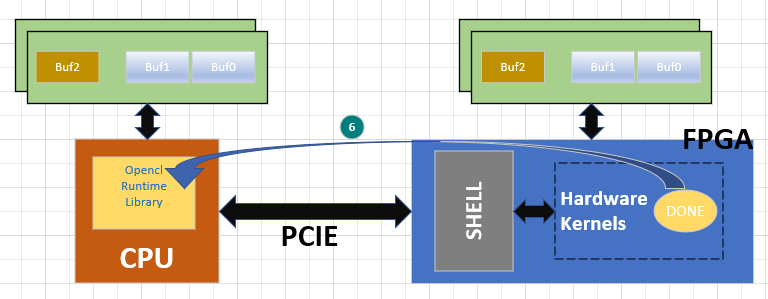 Buf2 Buf1 Buf0
Buf2 Buf1 Buf0
6
FPGA
Opencl
Runtime
Library
CPU
PCIE
SHELL
Hardware
Kernels
DONE